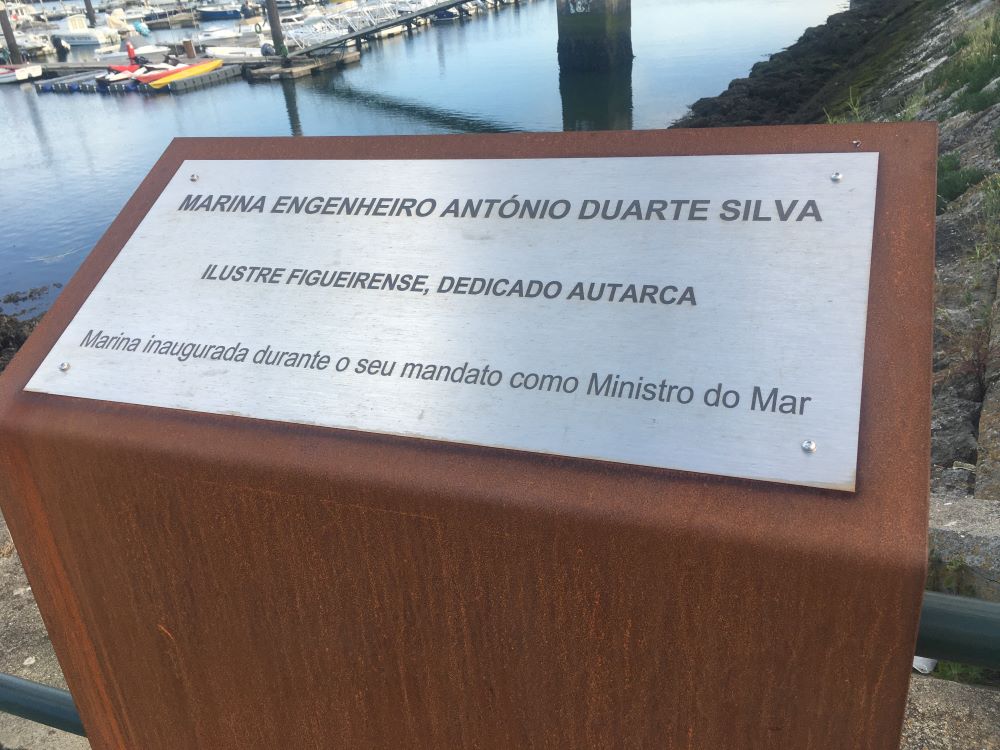 MARINA ENGENHEIRO ANTÓNIO DUARTE SILVA
ILUSTRE FIGUEIRENSE, DEDICADO AUTARCA
Marina inaugurada durante o seu mandato como Ministro do Mar